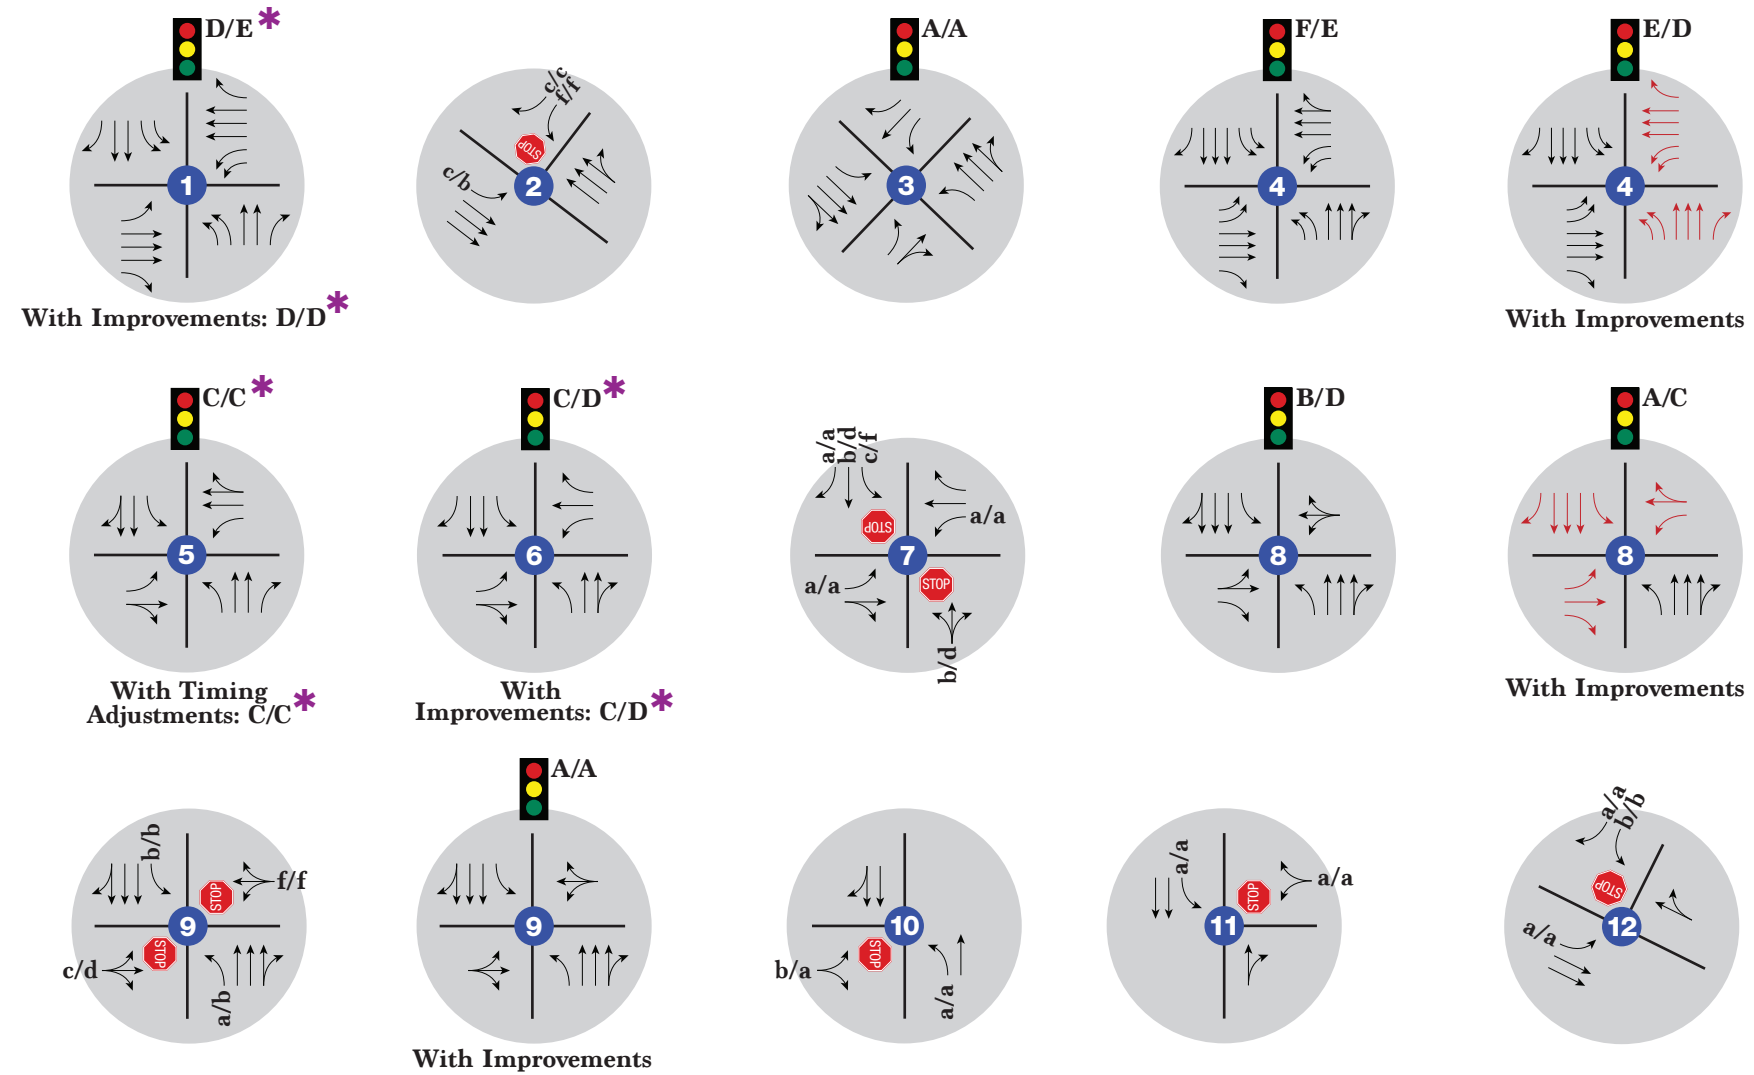 D/E*
1
With Improvements: D/D*
c/c
f/f
STOP
c/b
2
A/A
3
F/E
4
E/D
4
With Improvements
C/C*
5
With Timing
Adjustments: C/C*
C/D*
6
With
Improvements: C/D*
a/a
b/d
c/f
STOP
a/a
7
a/a
STOP
b/d
B/D
8
A/C
8
With Improvements
b/b
f/f
STOP
9
STOP
c/d
a/b
A/A
9
With Improvements
10
STOP
b/a
a/a
a/a
STOP
a/a
11
a/a
b/b
STOP
a/a
12